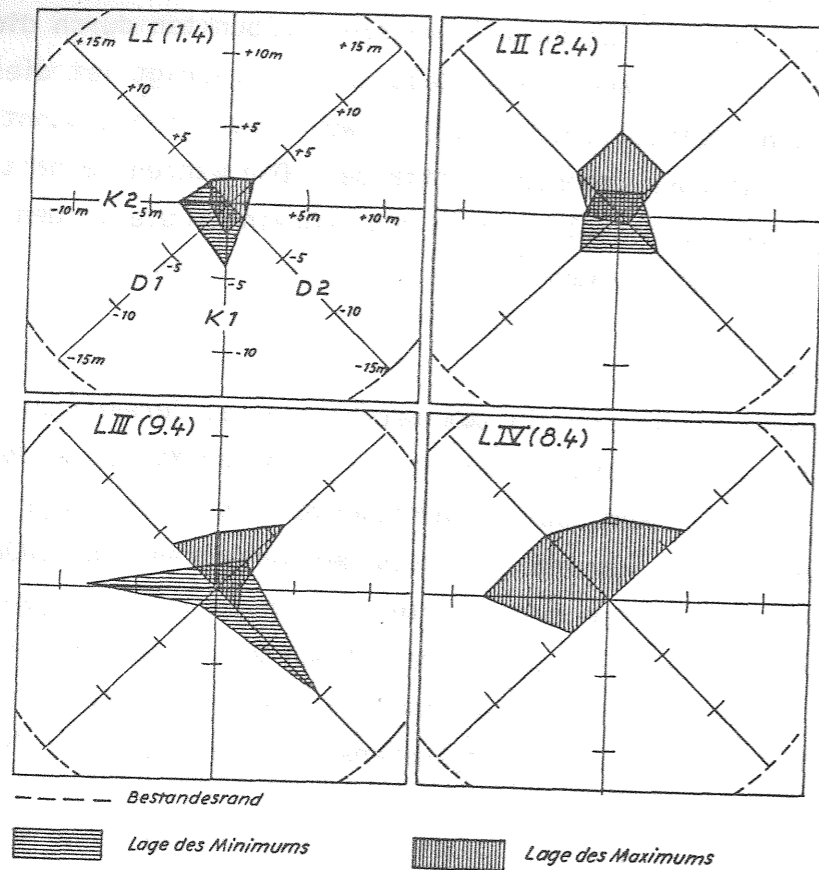 LI (1.4)
+15m
+10m
+15m
+10
+10
+5
+5
+5
K2
-10m
-5m
+5m
+10m
-5
-5
-5
D1
D2
K1
-10
-10
-10
-15m
-15m
LII (2.4)
LIII (9.4)
LIV (8.4)
Bestandesrand
Lage des Minimums
Lage des Maximums